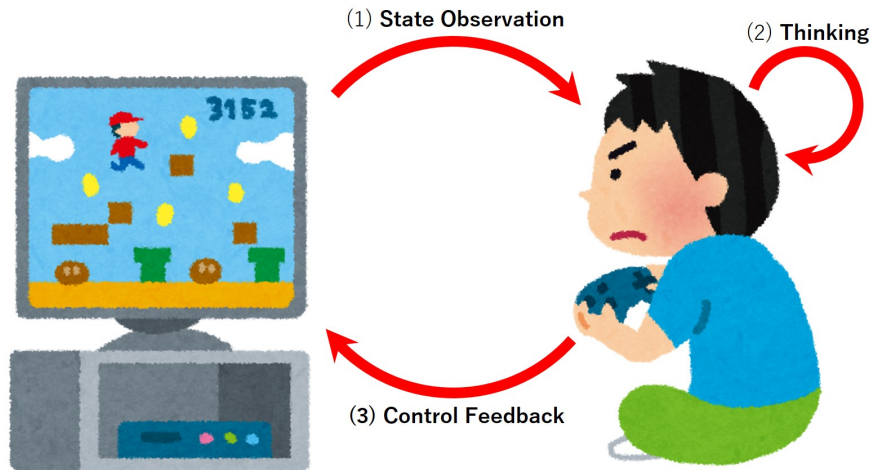 (1) State Observation
(2) Thinking
3152
(3) Control Feedback